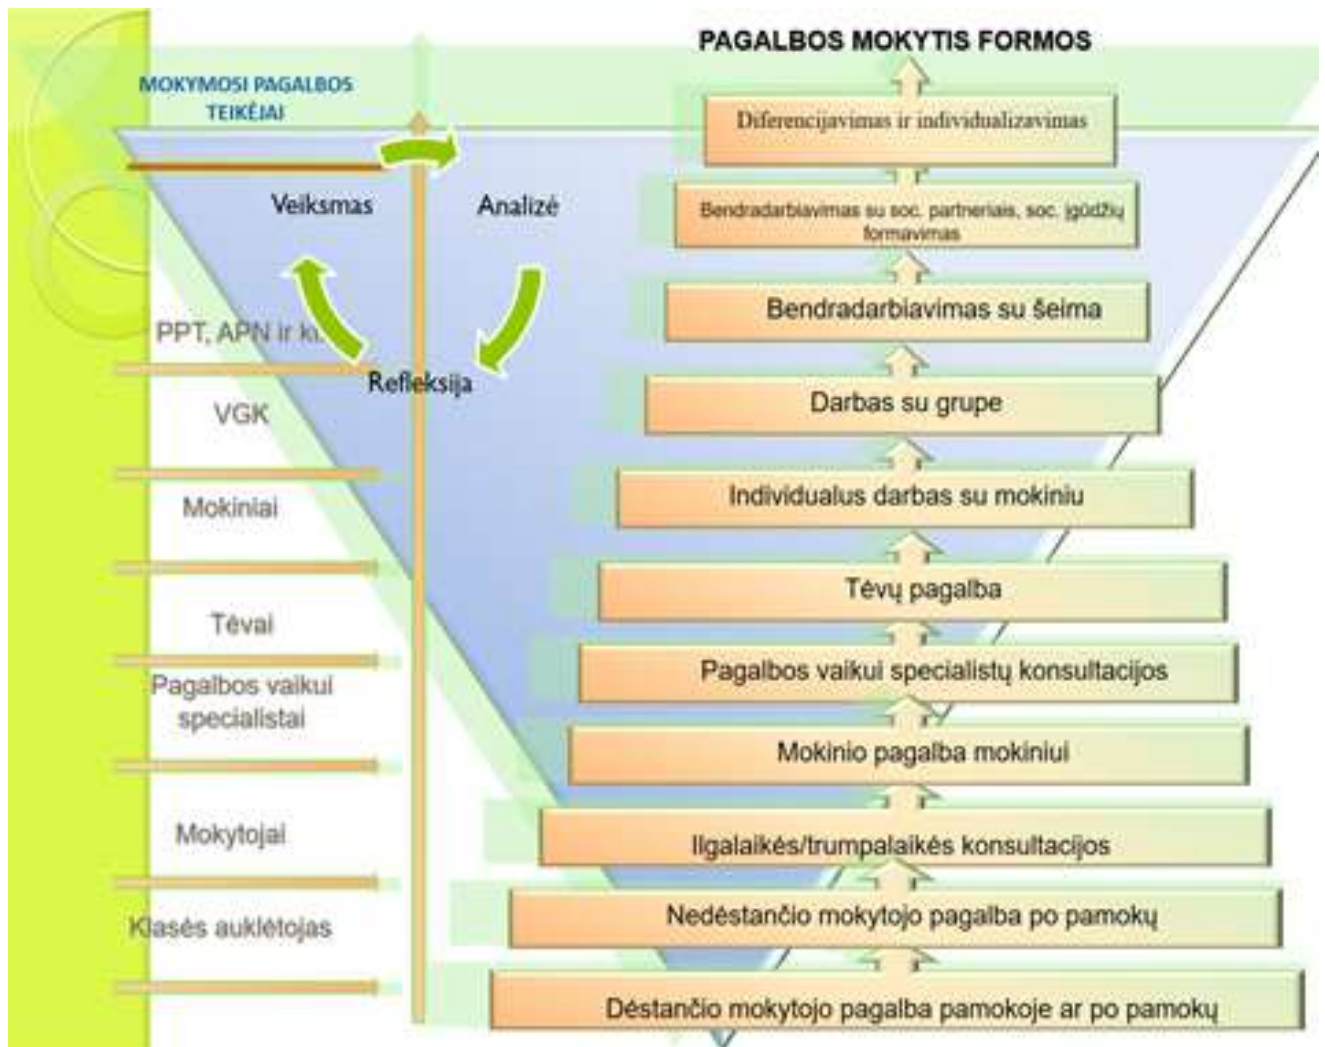 PAGALBOS MOKYTIS FORMOS
MOKYMOSI PAGALBOS
TEIKĖJAI
Veiksmas
Analizė
Refleksija
PPT, APN ir
VGK
Mokiniai
Tėvai
Pagalbos vaikui
specialistai
Mokytojai
Klasės auklėtojas
Diferencijavimas ir individualizavimas
Bendradarbiavimas su soc. partneriais, soc. įgūdžių
formavimas
Bendradarbiavimas su šeima
Darbas su grupe
Individualus darbas su mokiniu
Tėvų pagalba
Pagalbos vaikui specialistų konsultacijos
Mokinio pagalba mokiniui
Ilgalaikės/trumpalaikės konsultacijos
Nedėstančio mokytojo pagalba po pamokų
Dėstančio mokytojo pagalba pamokoje ar po pamokų